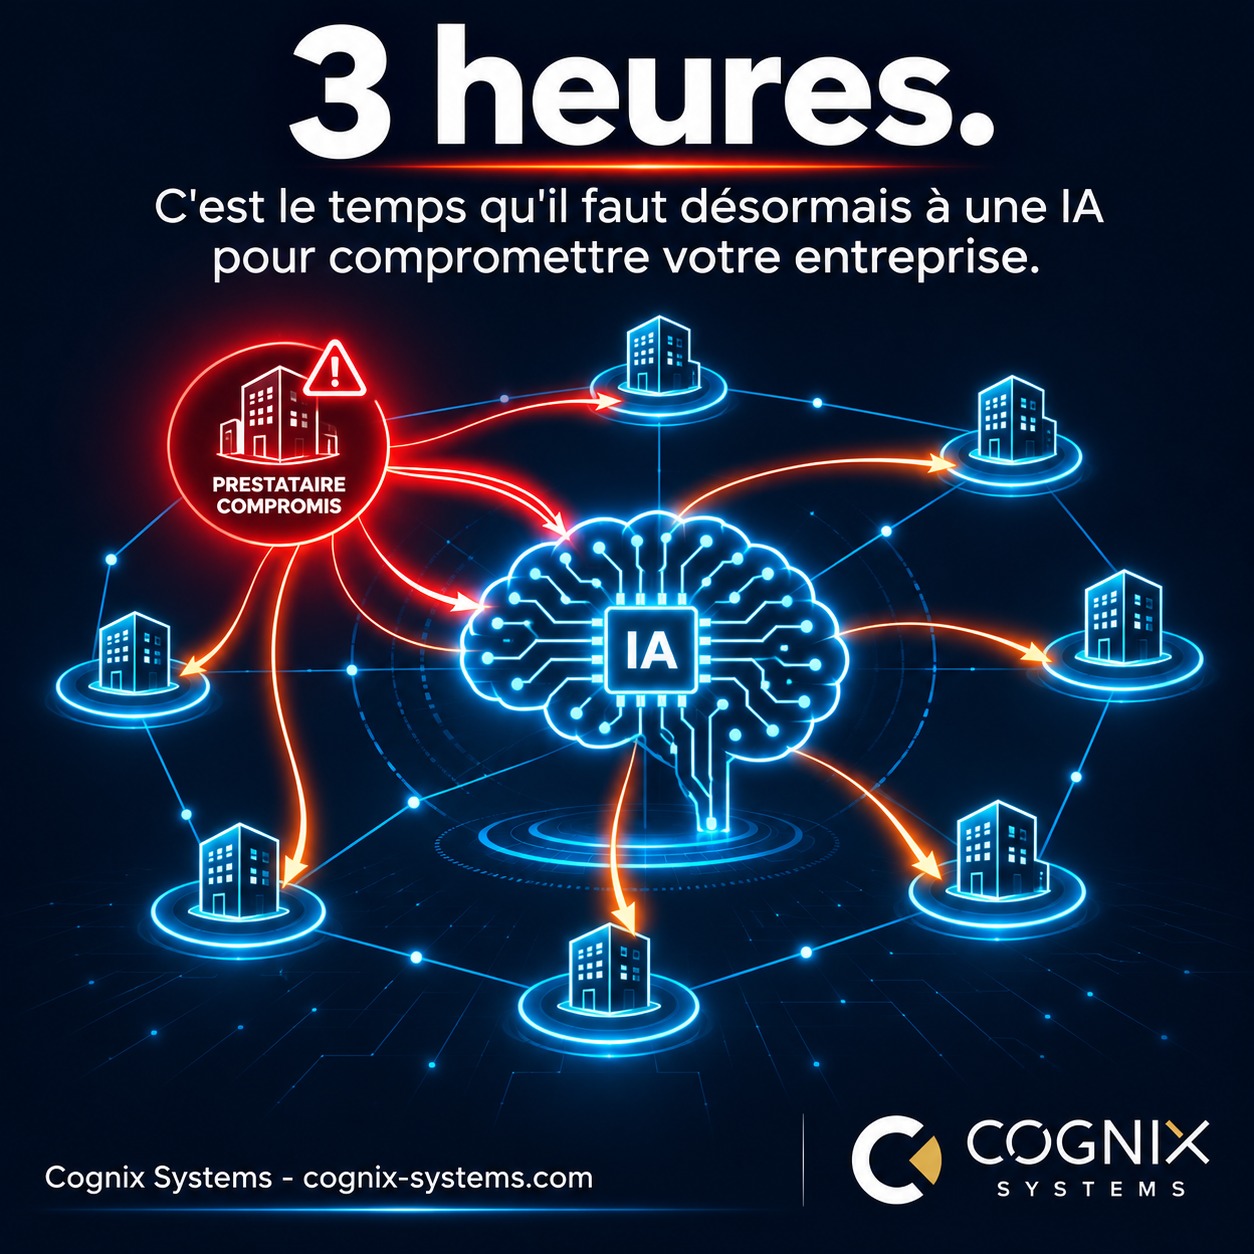 3 heures.
C'est le temps qu'il faut désormais à une IA
pour compromettre votre entreprise.
PRESTATAIRE
COMPROMIS
IA
Cognix Systems - cognix-systems.com
COGNIX
SYSTEMS